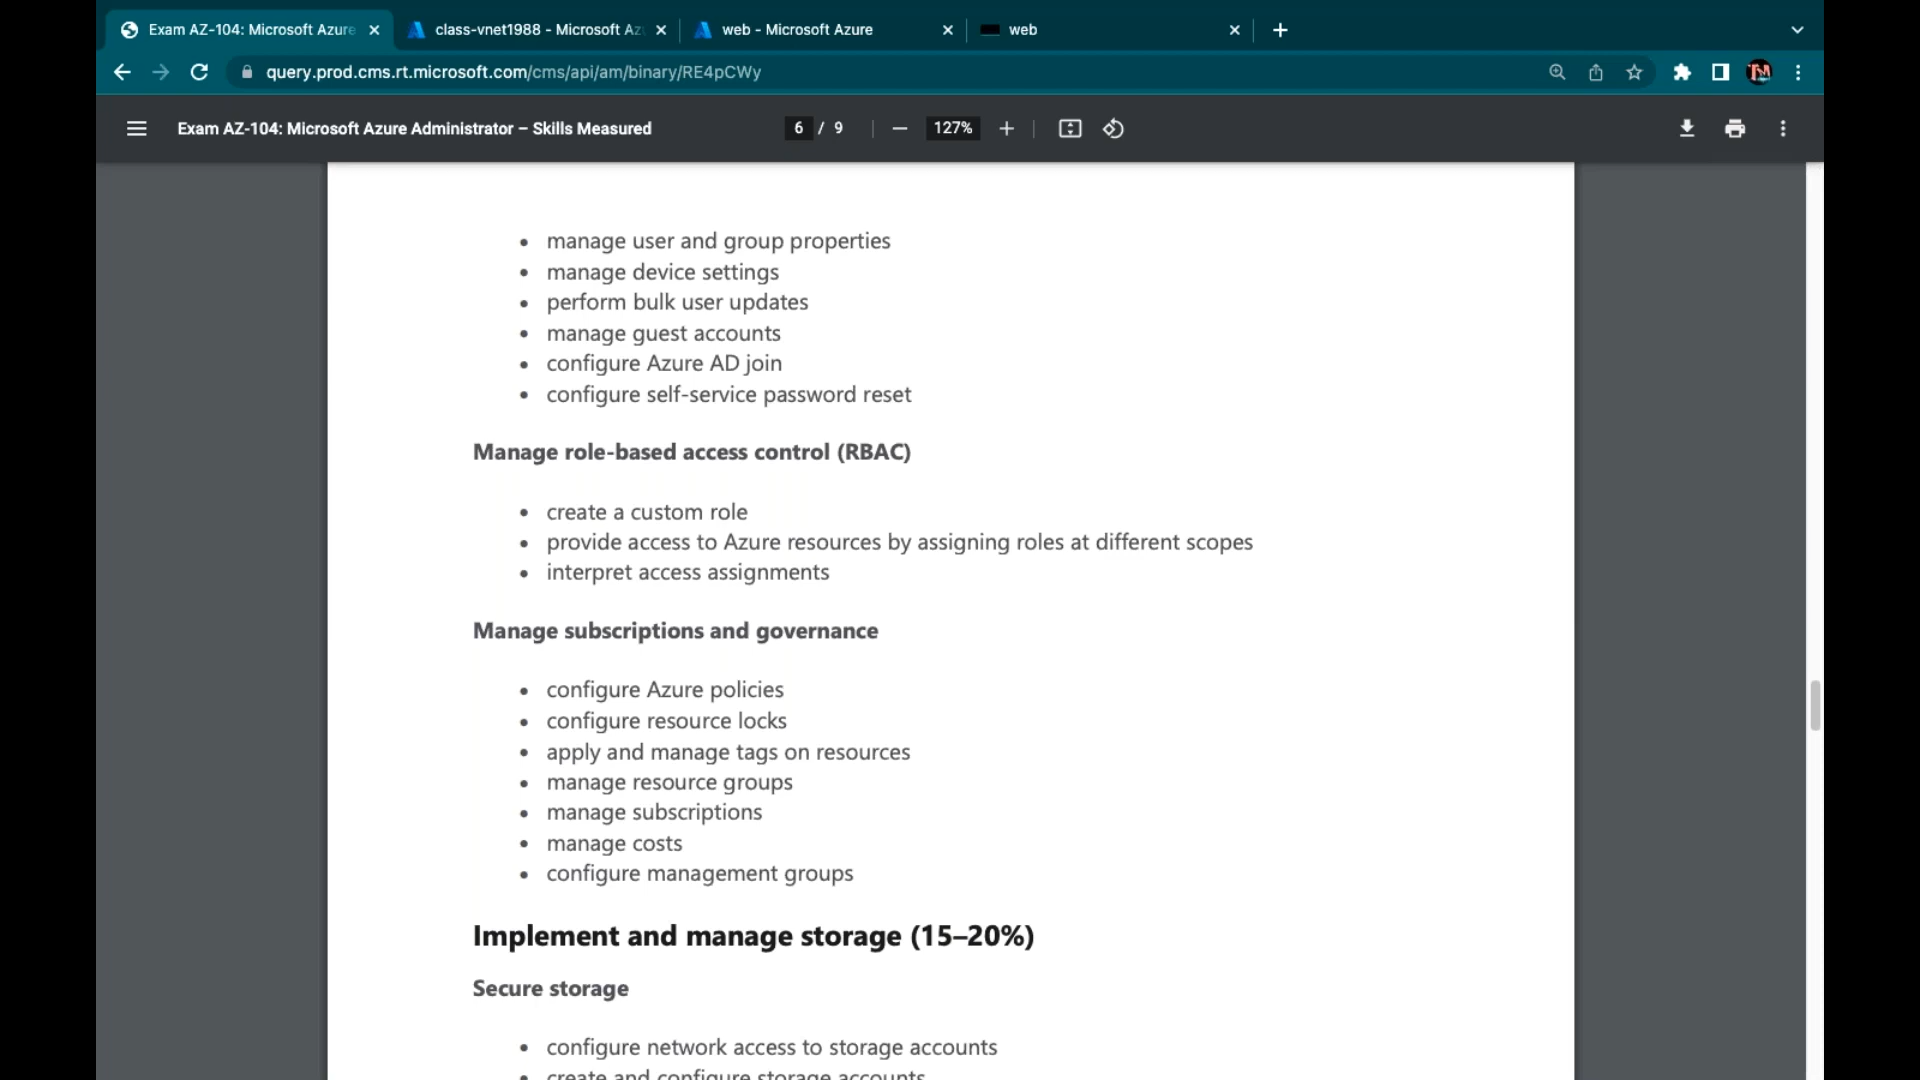 Exam AZ-104: Microsoft Azure
class-vnet1988 - Microsoft Az
web - Microsoft Azure
web
query.prod.cms.rt.microsoft.com/cms/api/am/binary/RE4pCWy
Exam AZ-104: Microsoft Azure Administrator – Skills Measured
6 / 9
127%
• manage user and group properties
• manage device settings
• perform bulk user updates
• manage guest accounts
• configure Azure AD join
• configure self-service password reset
Manage role-based access control (RBAC)
• create a custom role
• provide access to Azure resources by assigning roles at different scopes
• interpret access assignments
Manage subscriptions and governance
• configure Azure policies
• configure resource locks
• apply and manage tags on resources
• manage resource groups
• manage subscriptions
• manage costs
• configure management groups
Implement and manage storage (15–20%)
Secure storage
• configure network access to storage accounts
• create and configure storage accounts